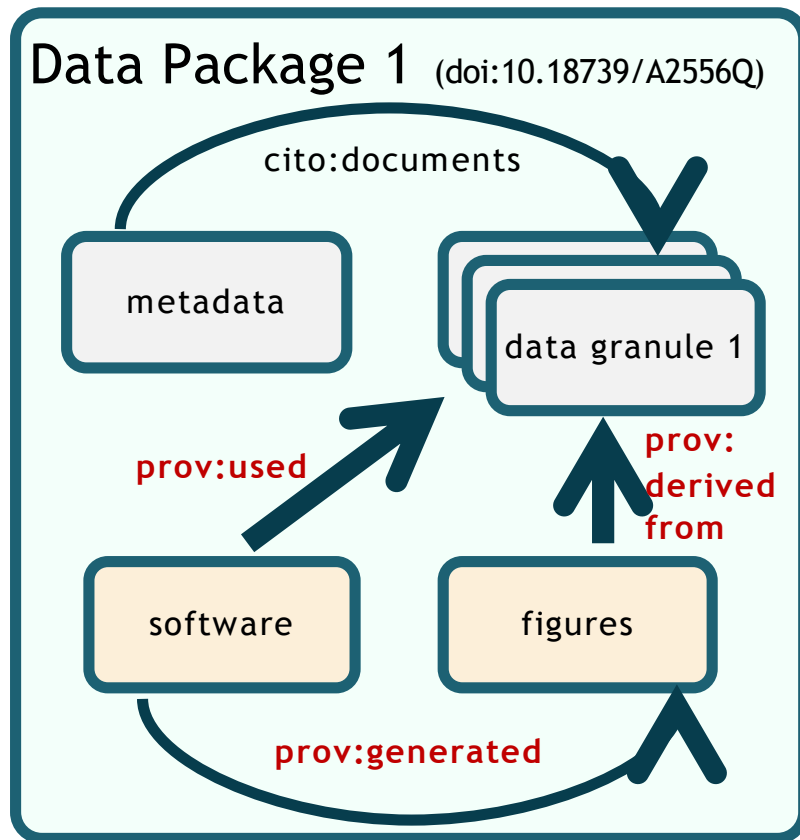 Data Package 1 (doi:10.18739/A2556Q)
cito:documents
metadata
data granule 1
prov:used
prov:
derived
from
software
figures
prov:generated